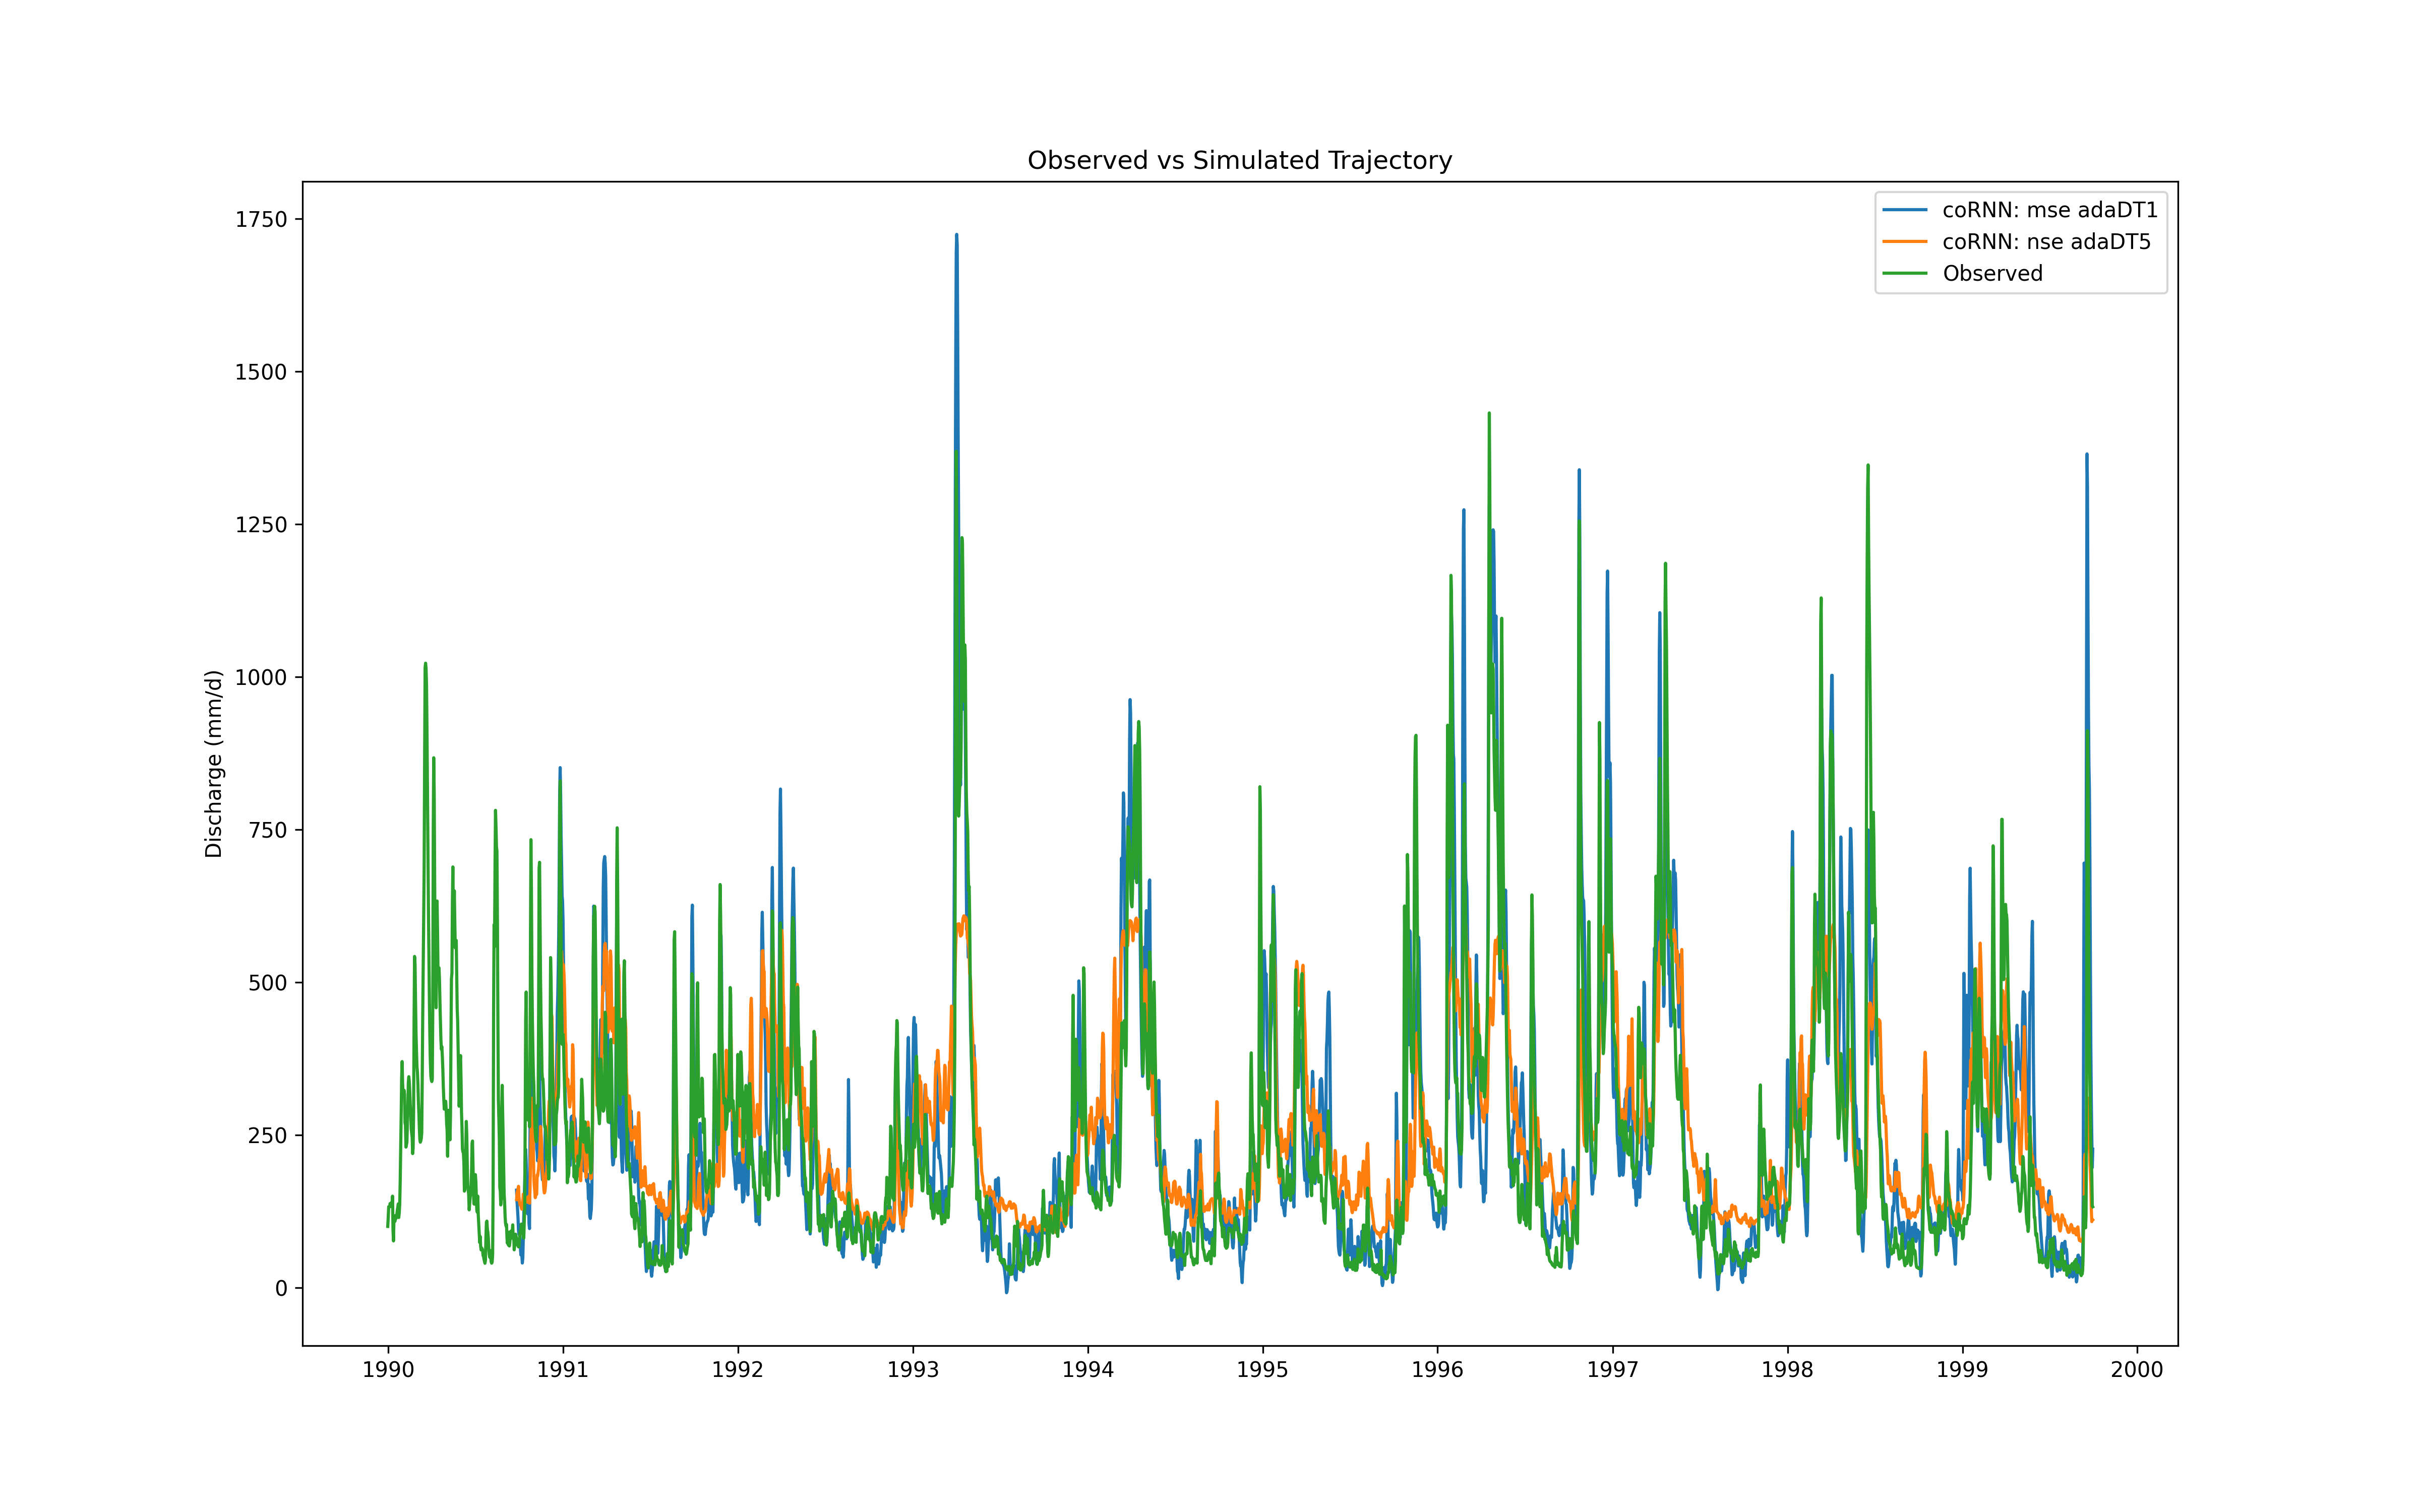 Observed vs Simulated Trajectory
coRNN: mse adaDT1
coRNN: nse adaDT5
Observed
Discharge (mm/d)
1750
1500
1250
1000
750
500
250
0
1990 1991 1992 1993 1994 1995 1996 1997 1998 1999 2000